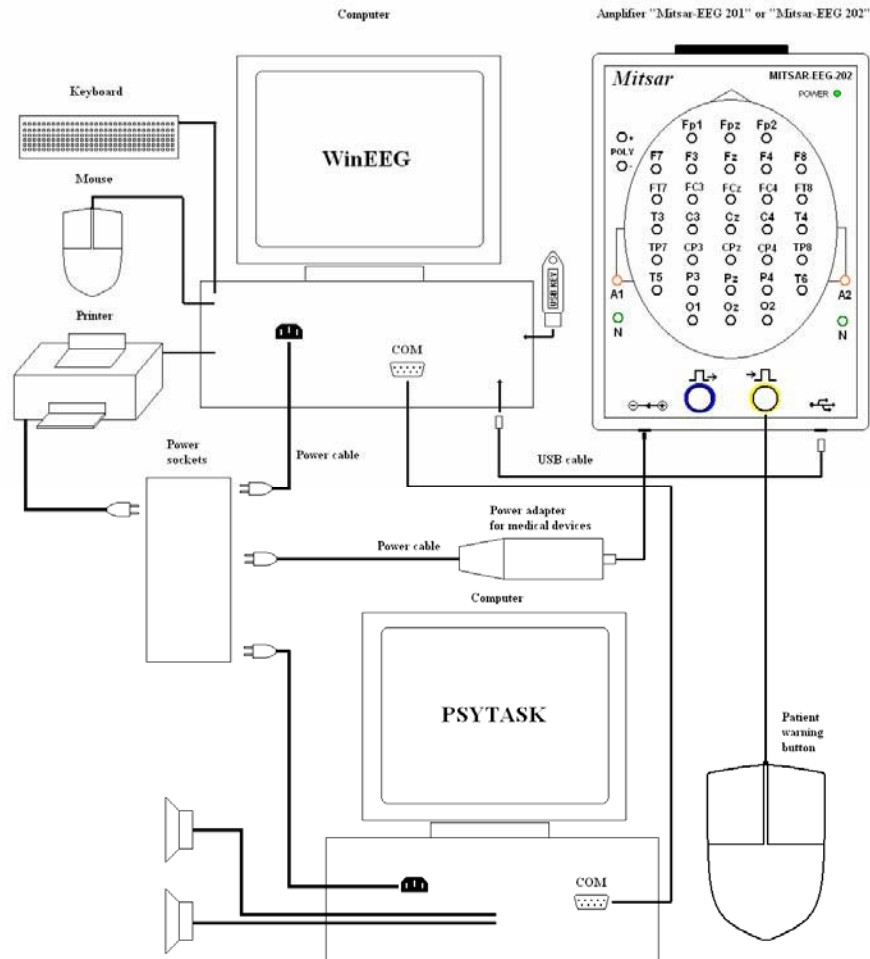 Computer
Amplifier "Mitsar-EEG 201" or "Mitsar-EEG 202"
Keyboard
WinEEG
Mouse
USB KEY
Printer
COM
Mitsar
MITSAR-EEG-202
POWER
+
POLY
-
Fp1 Fpz Fp2
F7 F3 Fz F4 F8
FT7 FC3 FCz FC4 FT8
T3 C3 Cz C4 T4
TP7 CP3 CPz CP4 TP8
T5 P3 Pz P4 T6
A1 A2
O1 Oz O2
N N
Power
sockets
Power cable
USB cable
Power adapter
for medical devices
Power cable
Computer
PSYTASK
Patient
warning
button
COM